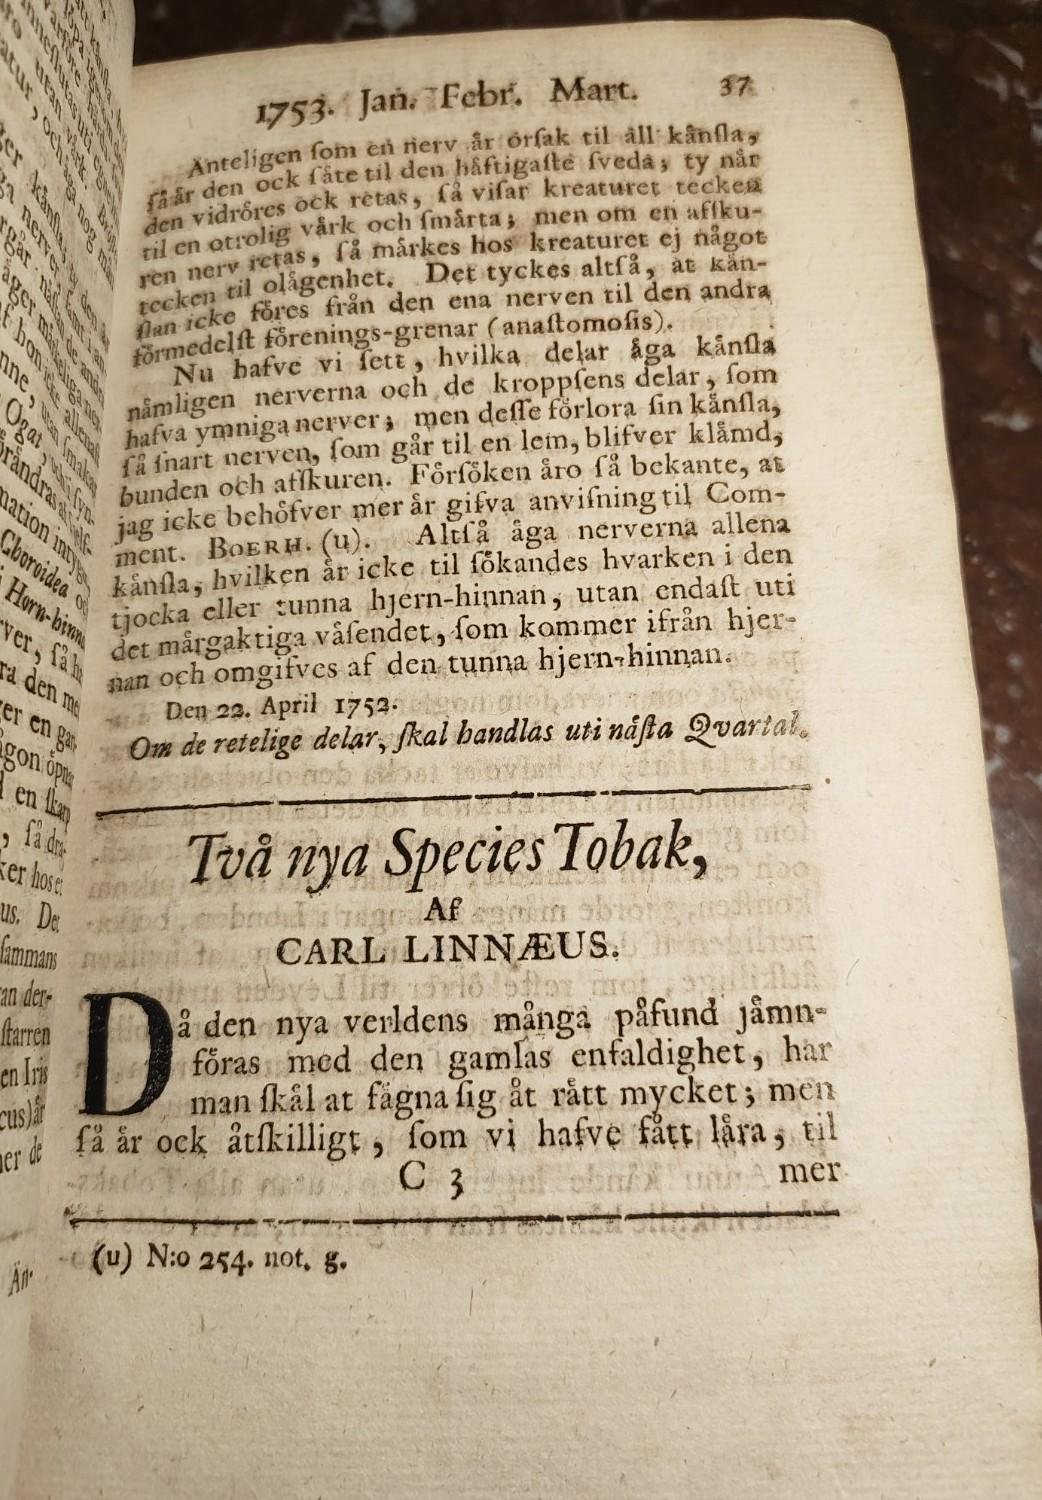 1753. Jan. Febr. Mart. 37
Änteligen ſom en nerv är orſak til all känſla,
ſå är den ock ſäte til den häftigaſte ſveda; ty når
den vidröres ock retas, ſå viſar kreaturet tecken
til en otrolig värk och ſmärta; men om en afſku-
ren nerv retas, ſå märkes hos kreaturet ej något
tecken til olägenhet. Det tyckes altſå, at kän-
ſlan icke föres från den ena nerven til den andra
förmedelſt förenings-grenar (anaſtomoſis).
Nu hafve vi ſett, hvilka delar äga känſla
nämligen nerverna och de kroppſens delar, ſom
hafva ymniga nerver; men deſſe förlora ſin känſla,
ſå ſnart nerven, ſom går til en lem, blifver klämd,
bunden och afſkuren. Förſöken äro ſå bekante, at
jag icke behöfver mer är gifva anviſning til Com-
ment. BOERH. (u). Altſå äga nerverna allena
känſla, hvilken är icke til ſökandes hvarken i den
tjocka eller tunna hjern-hinnan, utan endaſt uti
det märgaktiga väſendet, ſom kommer ifrån hjer-
nan och omgifves af den tunna hjern-hinnan.
Den 22. April 1752.
Om de retelige delar, ſkal handlas uti näſta Qvartal.
Två nya Species Tobak,
Af
CARL LINNÆUS.
Då den nya verldens många påfund jämn-
föras med den gamlas enfaldighet, har
man ſkäl at fägna ſig åt rätt mycket; men
ſå är ock åtſkilligt, ſom vi hafve fått lära, til
C 3 mer
(u) N:o 254. not. g.